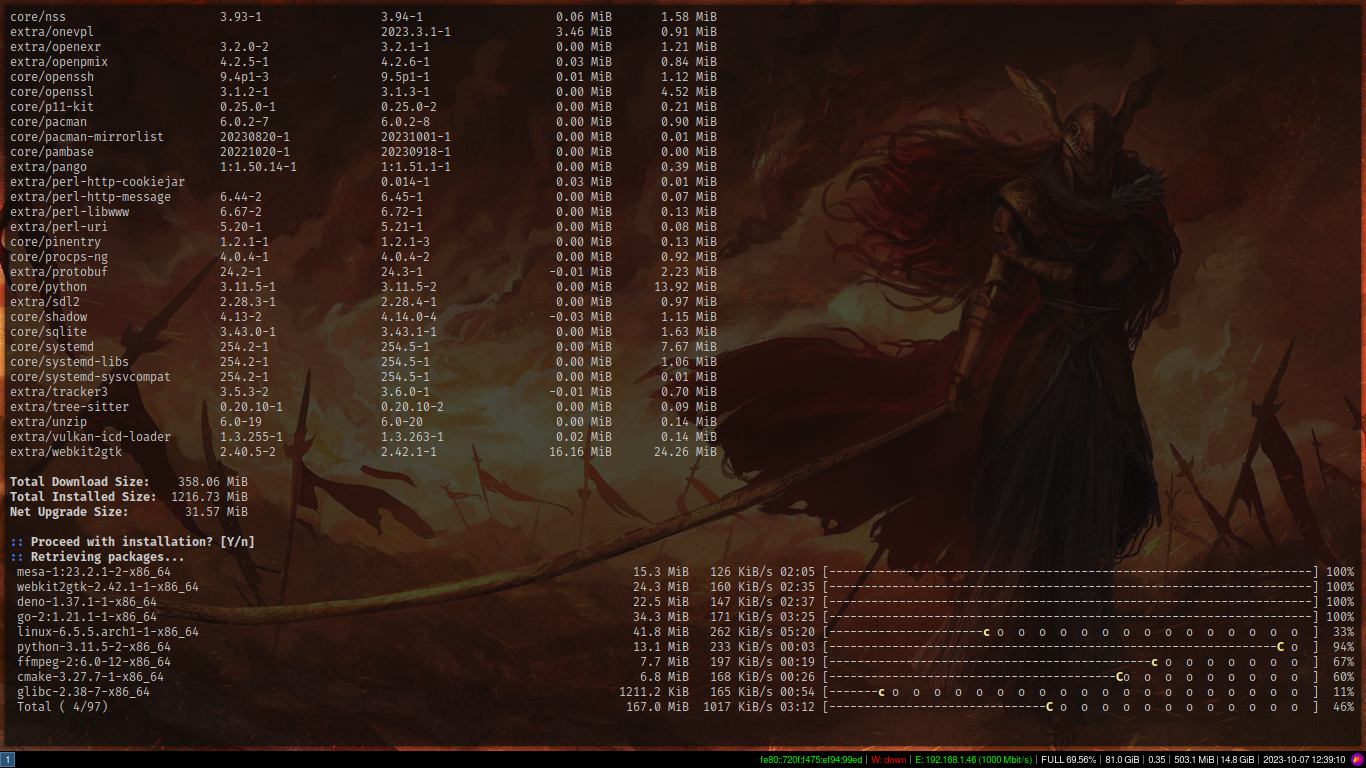 core/nss 3.93-1 3.94-1 0.06 MiB 1.58 MiB
extra/onevpl 2023.3.1-1 3.46 MiB 0.91 MiB
extra/openexr 3.2.0-2 3.2.1-1 0.00 MiB 1.21 MiB
extra/openpmix 4.2.5-1 4.2.6-1 0.03 MiB 0.84 MiB
core/openssh 9.4p1-3 9.5p1-1 0.01 MiB 1.12 MiB
core/openssl 3.1.2-1 3.1.3-1 0.00 MiB 4.52 MiB
core/p11-kit 0.25.0-1 0.25.0-2 0.00 MiB 0.21 MiB
core/pacman 6.0.2-7 6.0.2-8 0.00 MiB 0.90 MiB
core/pacman-mirrorlist 20230820-1 20231001-1 0.00 MiB 0.01 MiB
core/pambase 20221020-1 20230918-1 0.00 MiB 0.00 MiB
extra/pango 1:1.50.14-1 1:1.51.1-1 0.00 MiB 0.39 MiB
extra/perl-http-cookiejar 0.014-1 0.03 MiB 0.01 MiB
extra/perl-http-message 6.44-2 6.45-1 0.00 MiB 0.07 MiB
extra/perl-libwww 6.67-2 6.72-1 0.00 MiB 0.13 MiB
extra/perl-uri 5.20-1 5.21-1 0.00 MiB 0.08 MiB
core/pinentry 1.2.1-1 1.2.1-3 0.00 MiB 0.13 MiB
core/procps-ng 4.0.4-1 4.0.4-2 0.00 MiB 0.92 MiB
extra/protobuf 24.2-1 24.3-1 -0.01 MiB 2.23 MiB
core/python 3.11.5-1 3.11.5-2 0.00 MiB 13.92 MiB
extra/sdl2 2.28.3-1 2.28.4-1 0.00 MiB 0.97 MiB
core/shadow 4.13-2 4.14.0-4 -0.03 MiB 1.15 MiB
core/sqlite 3.43.0-1 3.43.1-1 0.00 MiB 1.63 MiB
core/systemd 254.2-1 254.5-1 0.00 MiB 7.67 MiB
core/systemd-libs 254.2-1 254.5-1 0.00 MiB 1.06 MiB
core/systemd-sysvcompat 254.2-1 254.5-1 0.00 MiB 0.01 MiB
extra/tracker3 3.5.3-2 3.6.0-1 -0.01 MiB 0.70 MiB
extra/tree-sitter 0.20.10-1 0.20.10-2 0.00 MiB 0.09 MiB
extra/unzip 6.0-19 6.0-20 0.00 MiB 0.14 MiB
extra/vulkan-icd-loader 1.3.255-1 1.3.263-1 0.02 MiB 0.14 MiB
extra/webkit2gtk 2.40.5-2 2.42.1-1 16.16 MiB 24.26 MiB
Total Download Size: 358.06 MiB
Total Installed Size: 1216.73 MiB
Net Upgrade Size: 31.57 MiB
:: Proceed with installation? [Y/n]
:: Retrieving packages...
mesa-1:23.2.1-2-x86_64 15.3 MiB 126 KiB/s 02:05 [----------------------------------------------------------------------] 100%
webkit2gtk-2.42.1-1-x86_64 24.3 MiB 160 KiB/s 02:35 [----------------------------------------------------------------------] 100%
deno-1.37.1-1-x86_64 22.5 MiB 147 KiB/s 02:37 [----------------------------------------------------------------------] 100%
go-2:1.21.1-1-x86_64 34.3 MiB 171 KiB/s 03:25 [----------------------------------------------------------------------] 100%
linux-6.5.5.arch1-1-x86_64 41.8 MiB 262 KiB/s 05:20 [-----------------------c o o o o o o o o o o o o o o o ] 33%
python-3.11.5-2-x86_64 13.1 MiB 233 KiB/s 00:03 [-----------------------------------------------------------------C o ] 94%
ffmpeg-2:6.0-12-x86_64 7.7 MiB 197 KiB/s 00:19 [-----------------------------------------------c o o o o o o o ] 67%
cmake-3.27.7-1-x86_64 6.8 MiB 168 KiB/s 00:26 [------------------------------------------Co o o o o o o o o ] 60%
glibc-2.38-7-x86_64 1211.2 KiB 165 KiB/s 00:54 [-------c o o o o o o o o o o o o o o o o o o o o ] 11%
Total ( 4/97) 167.0 MiB 1017 KiB/s 03:12 [--------------------------------C o o o o o o o o o o o o ] 46%
1 fe80::720f:f475:ef94:99ed | W: down | E: 192.168.1.46 (1000 Mbit/s) | FULL 69.56% | 81.0 GiB | 0.35 | 503.1 MiB | 14.8 GiB | 2023-10-07 12:39:10